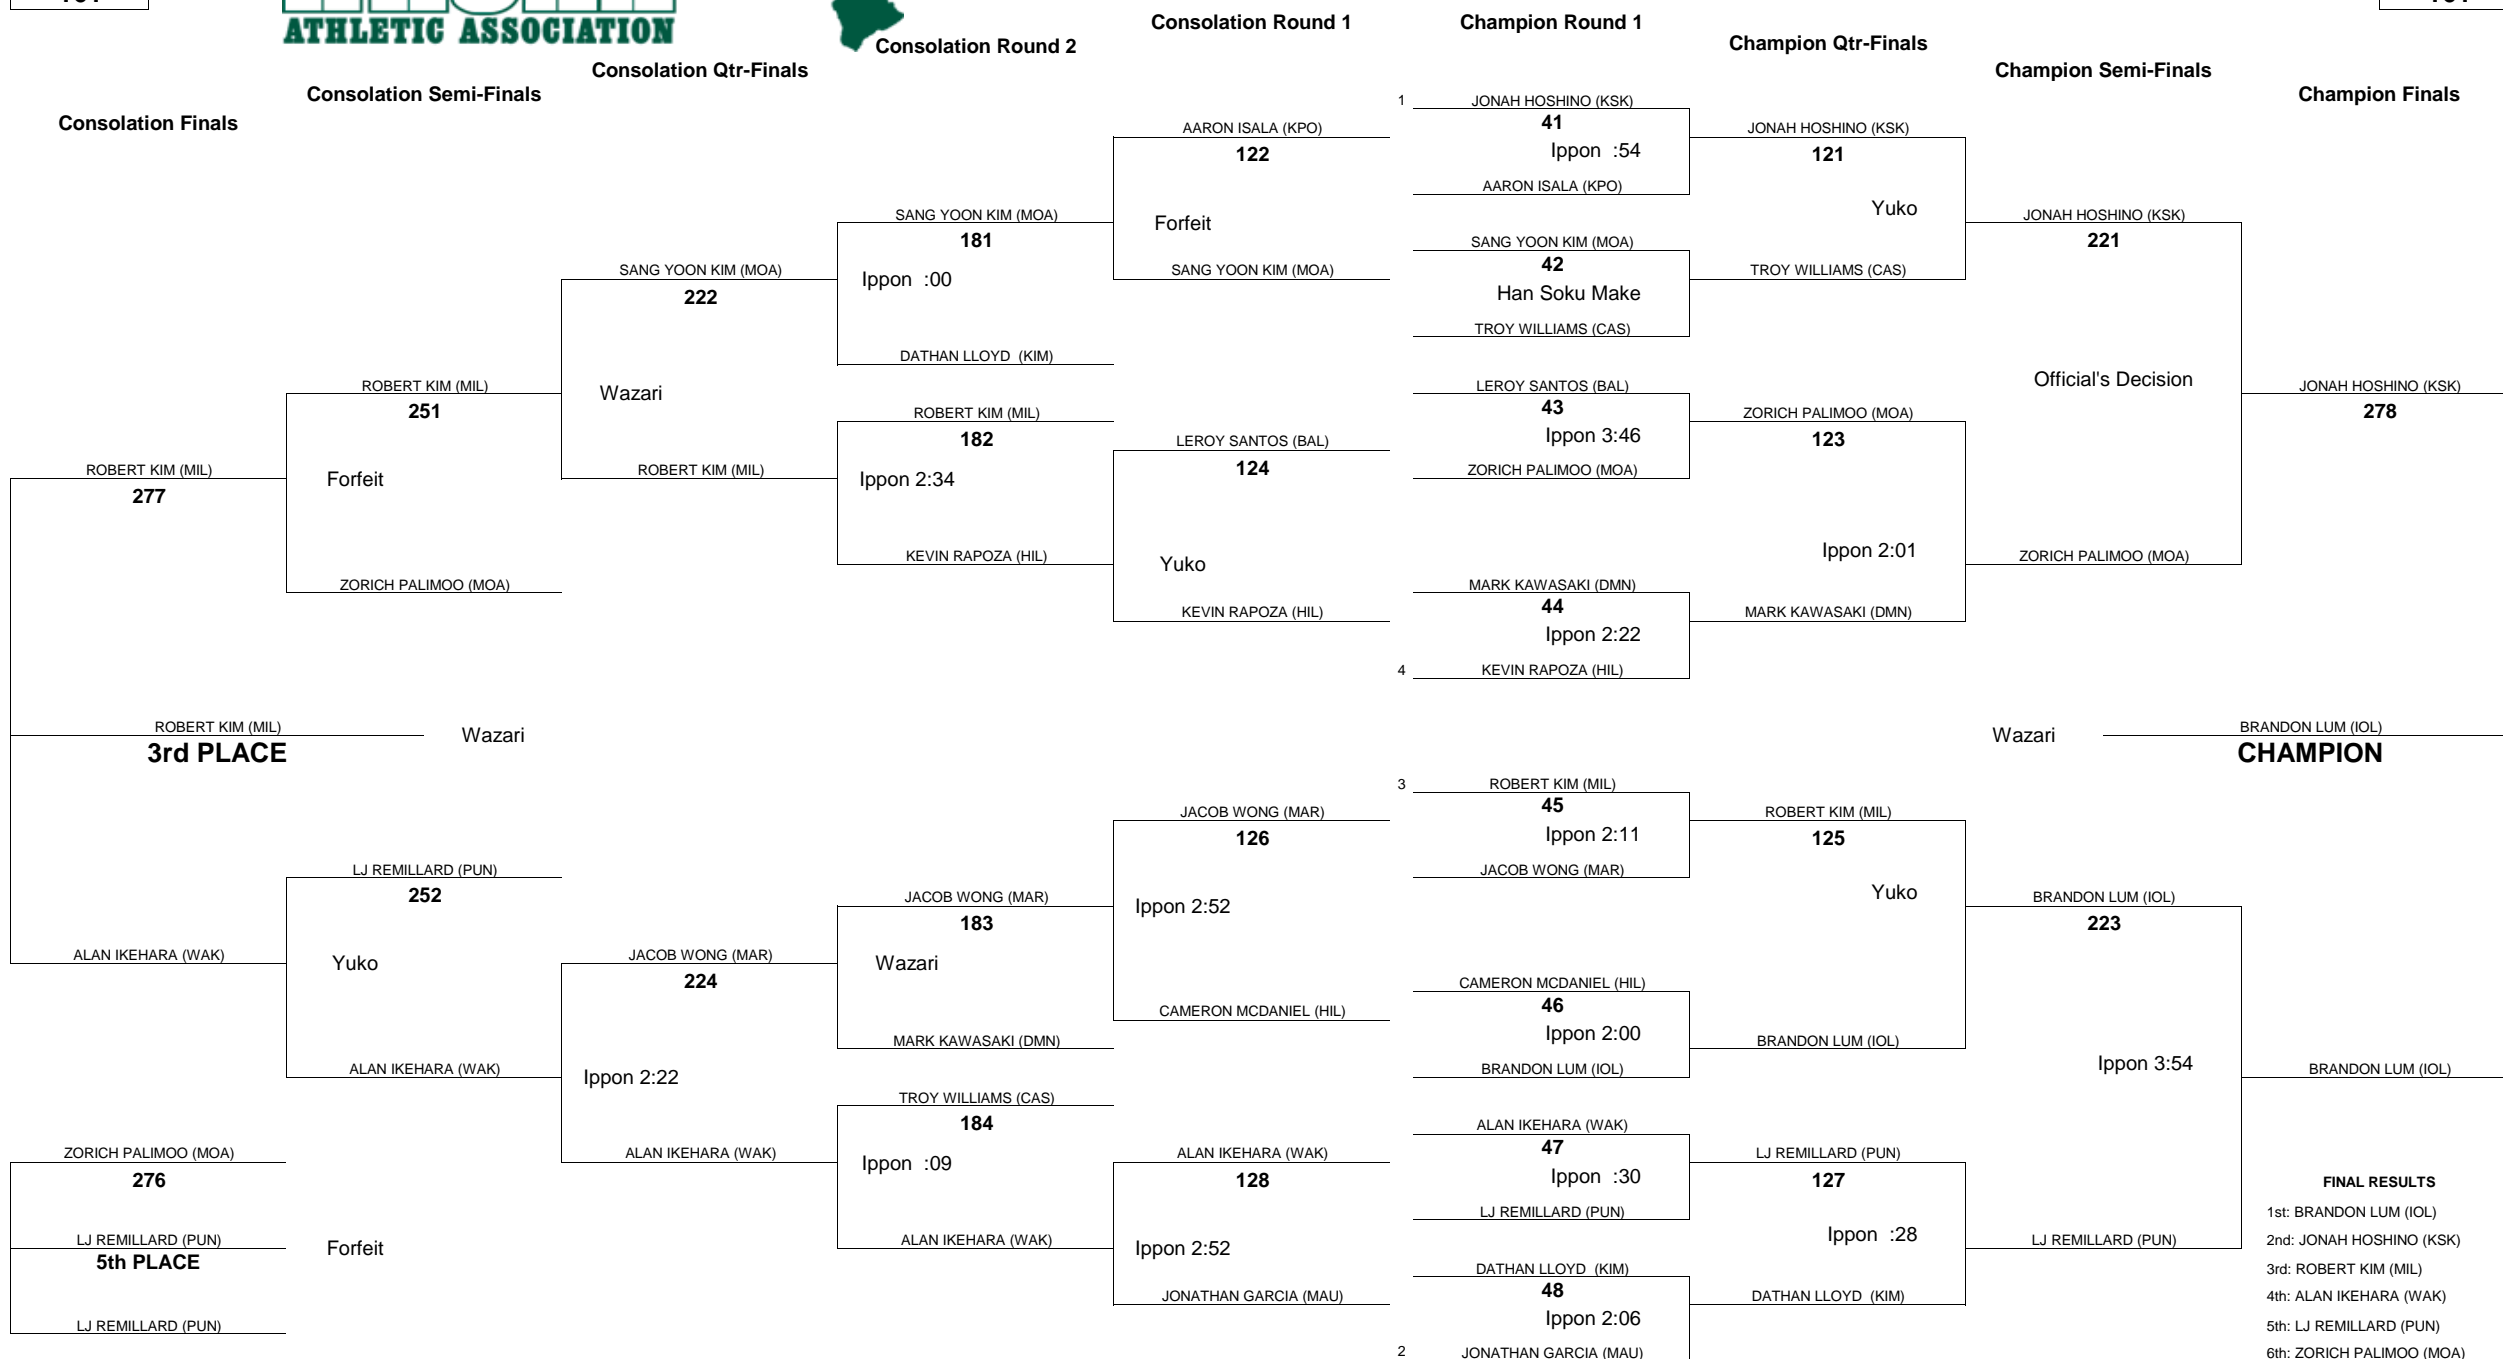 ATHLETIC ASSOCIATION
Consolation Round 1
Champion Round 1
Consolation Round 2
Champion Qtr-Finals
Consolation Qtr-Finals
Champion Semi-Finals
Consolation Semi-Finals
Champion Finals
Consolation Finals
1 JONAH HOSHINO (KSK)
41
Ippon :54
AARON ISALA (KPO)
SANG YOON KIM (MOA)
42
Han Soku Make
TROY WILLIAMS (CAS)
LEROY SANTOS (BAL)
43
Ippon 3:46
ZORICH PALIMOO (MOA)
MARK KAWASAKI (DMN)
44
Ippon 2:22
4 KEVIN RAPOZA (HIL)
3 ROBERT KIM (MIL)
45
Ippon 2:11
JACOB WONG (MAR)
CAMERON MCDANIEL (HIL)
46
Ippon 2:00
BRANDON LUM (IOL)
ALAN IKEHARA (WAK)
47
Ippon :30
LJ REMILLARD (PUN)
DATHAN LLOYD (KIM)
48
Ippon 2:06
2 JONATHAN GARCIA (MAU)
JONAH HOSHINO (KSK)
121
Yuko
TROY WILLIAMS (CAS)
ZORICH PALIMOO (MOA)
123
Ippon 2:01
MARK KAWASAKI (DMN)
ROBERT KIM (MIL)
125
Yuko
BRANDON LUM (IOL)
LJ REMILLARD (PUN)
127
Ippon :28
DATHAN LLOYD (KIM)
JONAH HOSHINO (KSK)
221
Official's Decision
ZORICH PALIMOO (MOA)
BRANDON LUM (IOL)
223
Ippon 3:54
LJ REMILLARD (PUN)
JONAH HOSHINO (KSK)
278
Wazari
BRANDON LUM (IOL)
CHAMPION
BRANDON LUM (IOL)
AARON ISALA (KPO)
122
Forfeit
SANG YOON KIM (MOA)
LEROY SANTOS (BAL)
124
Yuko
KEVIN RAPOZA (HIL)
JACOB WONG (MAR)
126
Ippon 2:52
CAMERON MCDANIEL (HIL)
ALAN IKEHARA (WAK)
128
Ippon 2:52
JONATHAN GARCIA (MAU)
SANG YOON KIM (MOA)
181
Ippon :00
DATHAN LLOYD (KIM)
ROBERT KIM (MIL)
182
Ippon 2:34
KEVIN RAPOZA (HIL)
JACOB WONG (MAR)
183
Wazari
MARK KAWASAKI (DMN)
TROY WILLIAMS (CAS)
184
Ippon :09
ALAN IKEHARA (WAK)
SANG YOON KIM (MOA)
222
Wazari
ROBERT KIM (MIL)
JACOB WONG (MAR)
224
Ippon 2:22
ALAN IKEHARA (WAK)
ROBERT KIM (MIL)
251
Forfeit
ZORICH PALIMOO (MOA)
LJ REMILLARD (PUN)
252
Yuko
ALAN IKEHARA (WAK)
ROBERT KIM (MIL)
277
ROBERT KIM (MIL)
3rd PLACE
Wazari
ALAN IKEHARA (WAK)
ZORICH PALIMOO (MOA)
276
LJ REMILLARD (PUN)
5th PLACE
Forfeit
LJ REMILLARD (PUN)
FINAL RESULTS
1st: BRANDON LUM (IOL)
2nd: JONAH HOSHINO (KSK)
3rd: ROBERT KIM (MIL)
4th: ALAN IKEHARA (WAK)
5th: LJ REMILLARD (PUN)
6th: ZORICH PALIMOO (MOA)